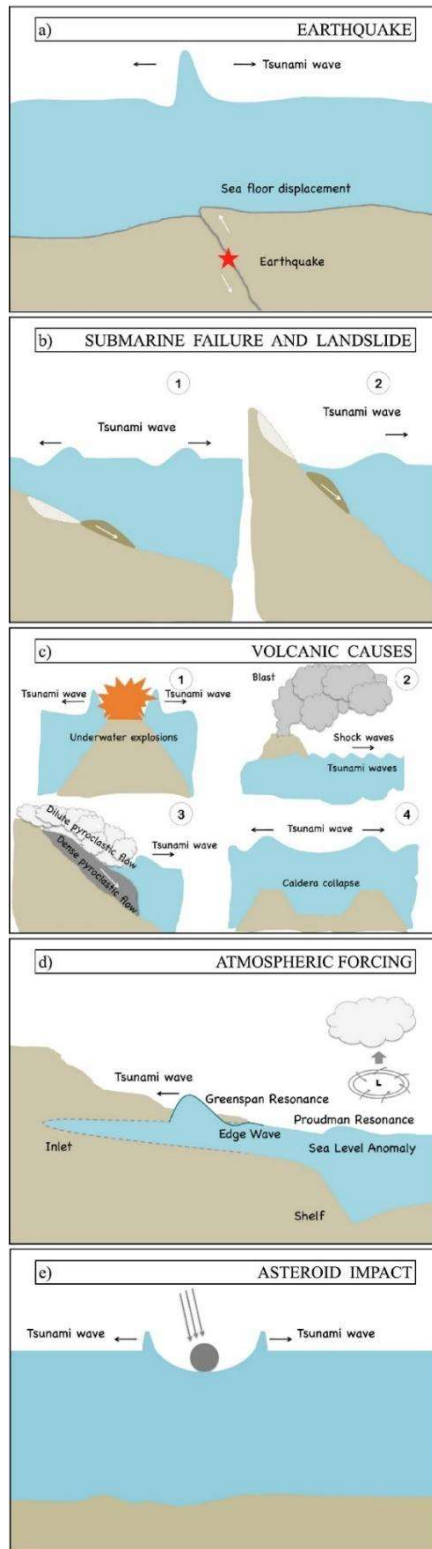 a) EARTHQUAKE
Tsunami wave
Sea floor displacement
Earthquake
b) SUBMARINE FAILURE AND LANDSLIDE
1
2
Tsunami wave
Tsunami wave
c) VOLCANIC CAUSES
1
Tsunami wave
Tsunami wave
Underwater explosions
2
Blast
Shock waves
Tsunami waves
3
Dilute pyroclastic flow
Dense pyroclastic flow
Tsunami wave
4
Tsunami wave
Caldera collapse
d) ATMOSPHERIC FORCING
L
Tsunami wave
Greenspan Resonance
Proudman Resonance
Edge Wave
Sea Level Anomaly
Inlet
Shelf
e) ASTEROID IMPACT
Tsunami wave
Tsunami wave